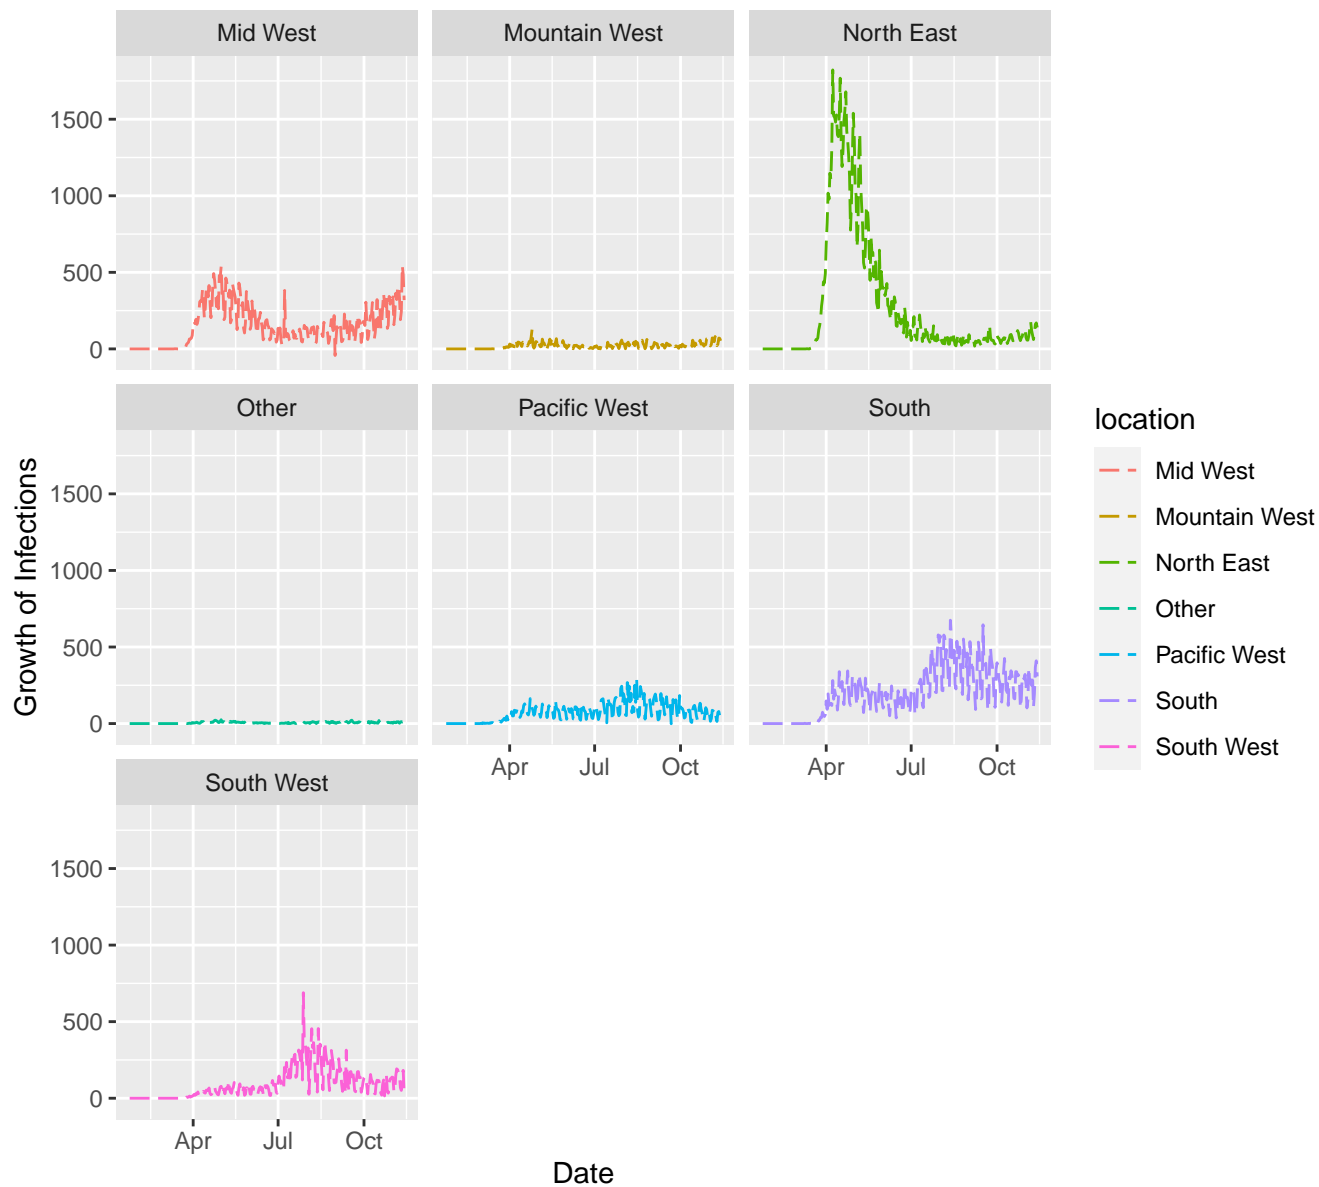 Mid West
Mountain West
North East
1500
1000
500
0
Other
Pacific West
South
1500
1000
500
0
Apr
Jul
Oct
Apr
Jul
Oct
South West
1500
1000
500
0
Apr
Jul
Oct
Growth of Infections
Date
location
Mid West
Mountain West
North East
Other
Pacific West
South
South West